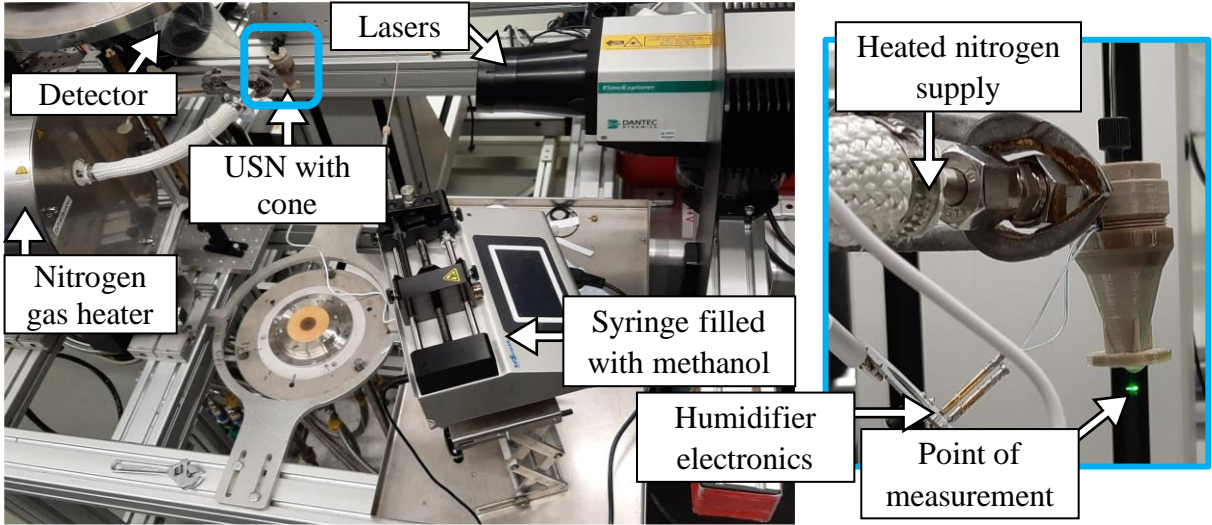 Detector
Lasers
USN with
cone
Nitrogen
gas heater
Syringe filled
with methanol
FlowExplorer
DANTEC
DYNAMICS
Heated nitrogen
supply
Humidifier
electronics
Point of
measurement